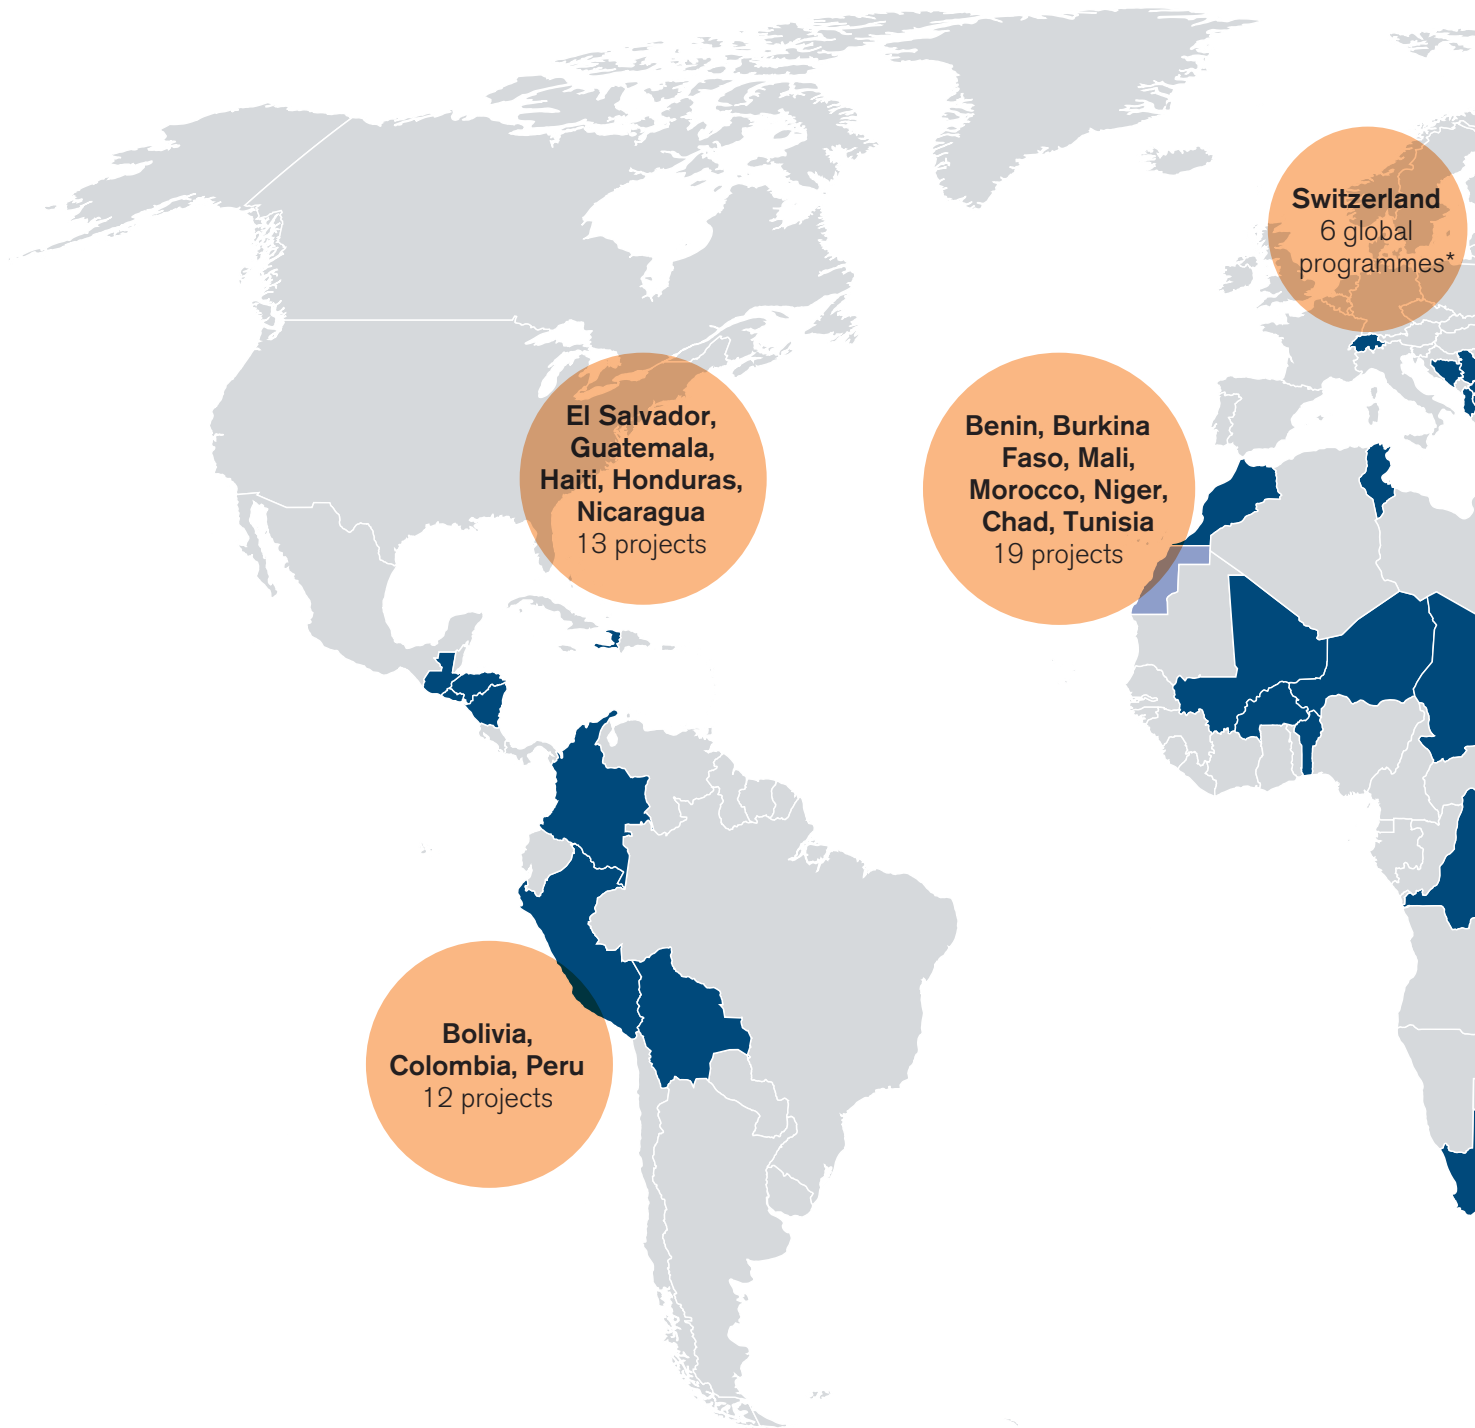 Switzerland
6 global
programmes*
El Salvador,
Guatemala,
Haiti, Honduras,
Nicaragua
13 projects
Benin, Burkina
Faso, Mali,
Morocco, Niger,
Chad, Tunisia
19 projects
Bolivia,
Colombia, Peru
12 projects